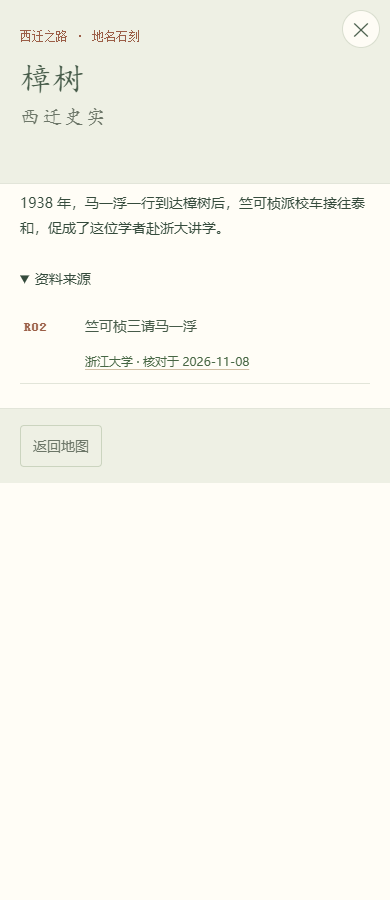 西迁之路 · 地名石刻
樟树
西迁史实
1938 年，马一浮一行到达樟树后，竺可桢派校车接往泰
和，促成了这位学者赴浙大讲学。
▼ 资料来源
R02 竺可桢三请马一浮
浙江大学 · 核对于 2026-11-08
返回地图